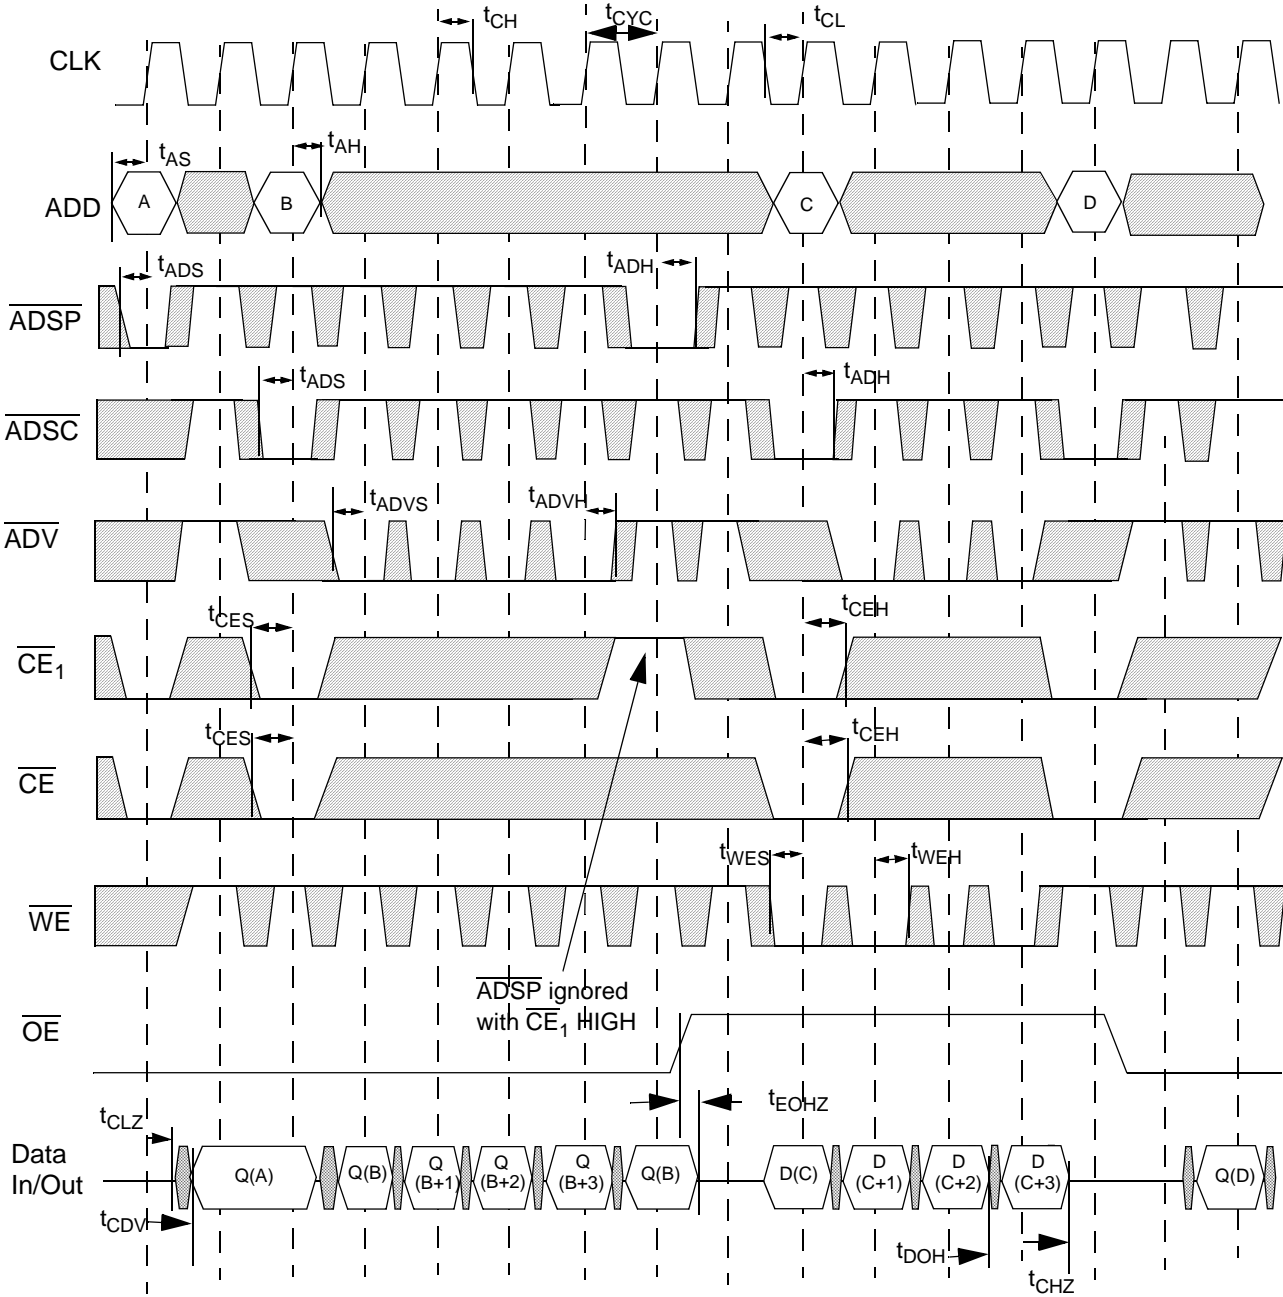 tCH
tCYC
tCL
CLK
tAS
tAH
ADD
A
B
C
D
tADS
tADH
ADSP
tADS
tADH
ADSC
tADVS
tADVH
ADV
tCES
tCEH
CE1
tCES
tCEH
CE
tWES
tWEH
WE
ADSP ignored
with CE1 HIGH
OE
tEOHZ
tCLZ
Data
In/Out
Q(A)
Q(B)
Q
(B+1)
Q
(B+2)
Q
(B+3)
Q(B)
D(C)
D
(C+1)
D
(C+2)
D
(C+3)
Q(D)
tCDV
tDOH
tCHZ